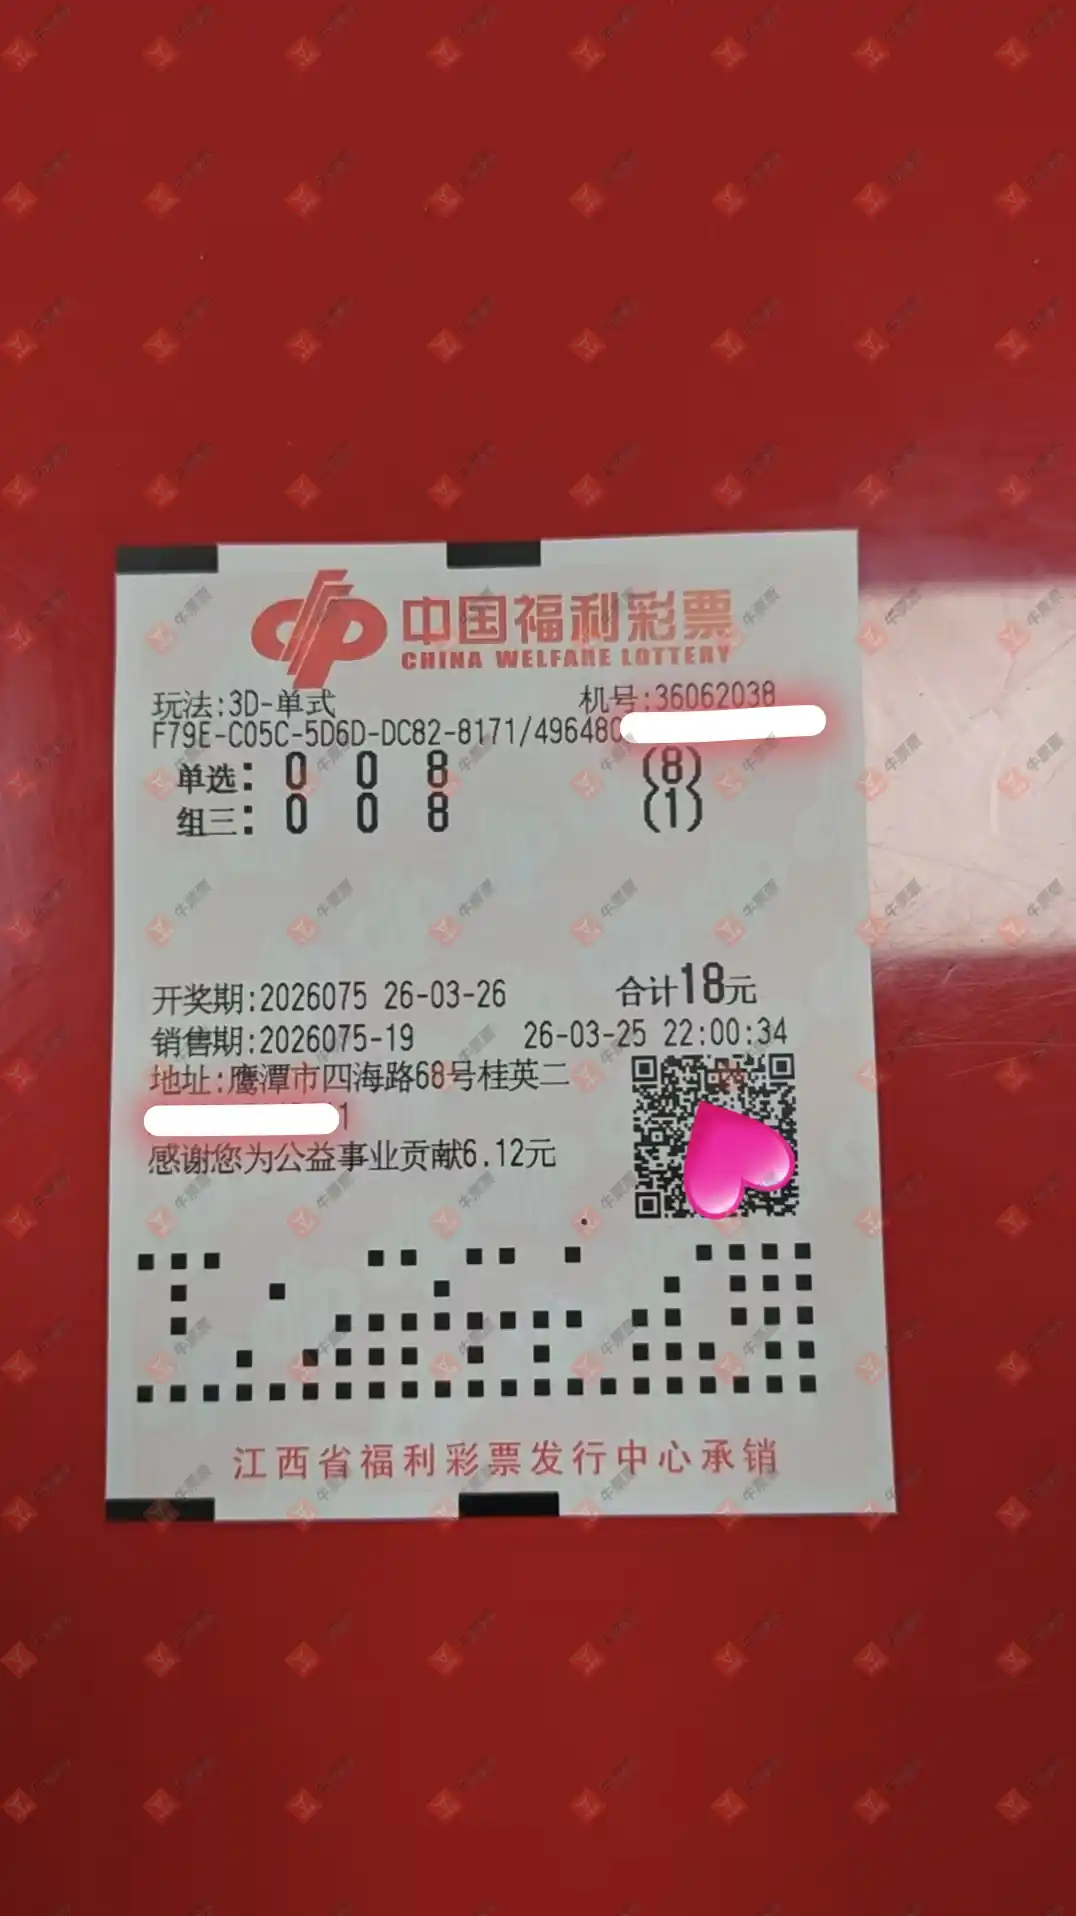 中国福利彩票
CHINA WELFARE LOTTERY
玩法:3D-单式 机号:36062038
F79E-C05C-5D6D-DC82-8171/496480
单选: 0 0 8 (8)
组三: 0 0 8 (1)
开奖期:2026075 26-03-26 合计18元
销售期:2026075-19 26-03-25 22:00:34
地址:鹰潭市四海路68号桂英二
1
感谢您为公益事业贡献6.12元
江西省福利彩票发行中心承销
牛票票